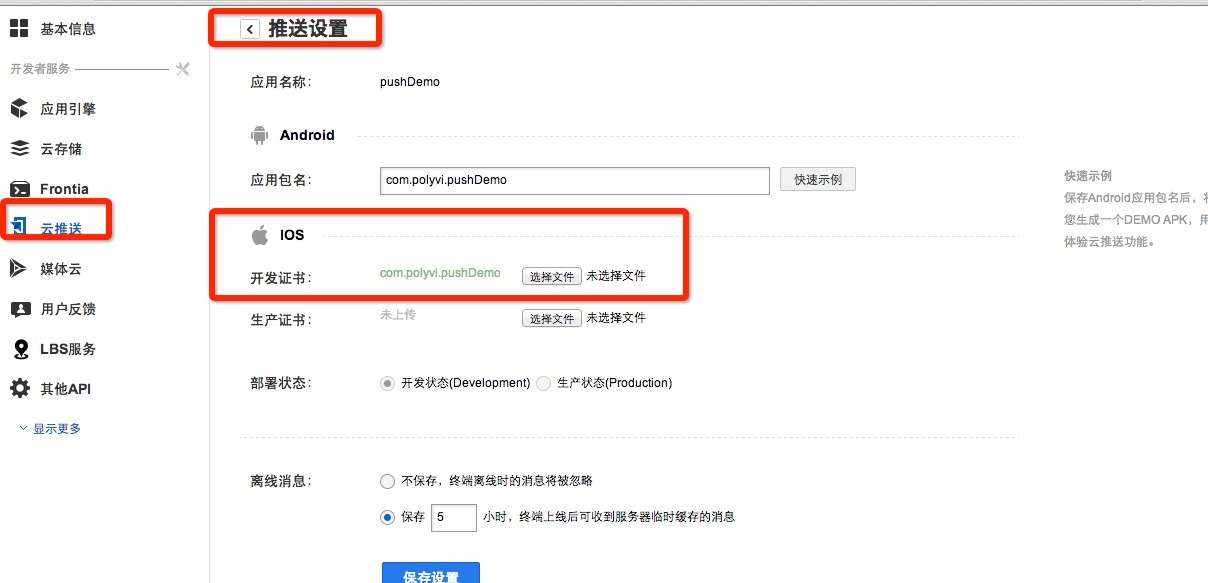 基本信息
开发者服务
应用引擎
云存储
Frontia
云推送
媒体云
用户反馈
LBS服务
其他API
显示更多
推送设置
应用名称： pushDemo
Android
应用包名： com.polyvi.pushDemo 快速示例
IOS
开发证书： com.polyvi.pushDemo 选择文件 未选择文件
生产证书： 未上传 选择文件 未选择文件
部署状态： 开发状态(Development) 生产状态(Production)
离线消息： 不保存，终端离线时的消息将被忽略
保存 5 小时，终端上线后可收到服务器临时缓存的消息
保存设置
快速示例
保存Android应用包名后，
您生成一个DEMO APK，用
体验云推送功能。